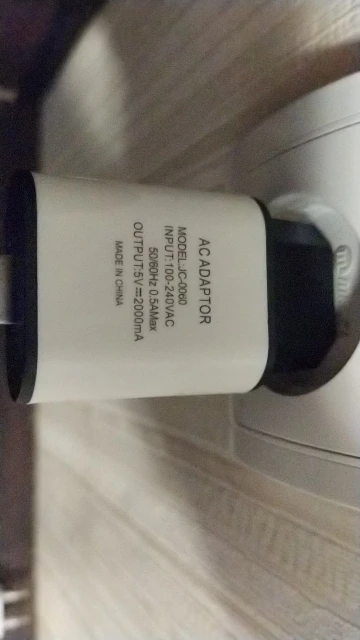 AC ADAPTOR
MODEL:JC-0060
INPUT:100-240VAC
50/60Hz 0.5AMax
OUTPUT:5V⎓2000mA
MADE IN CHINA